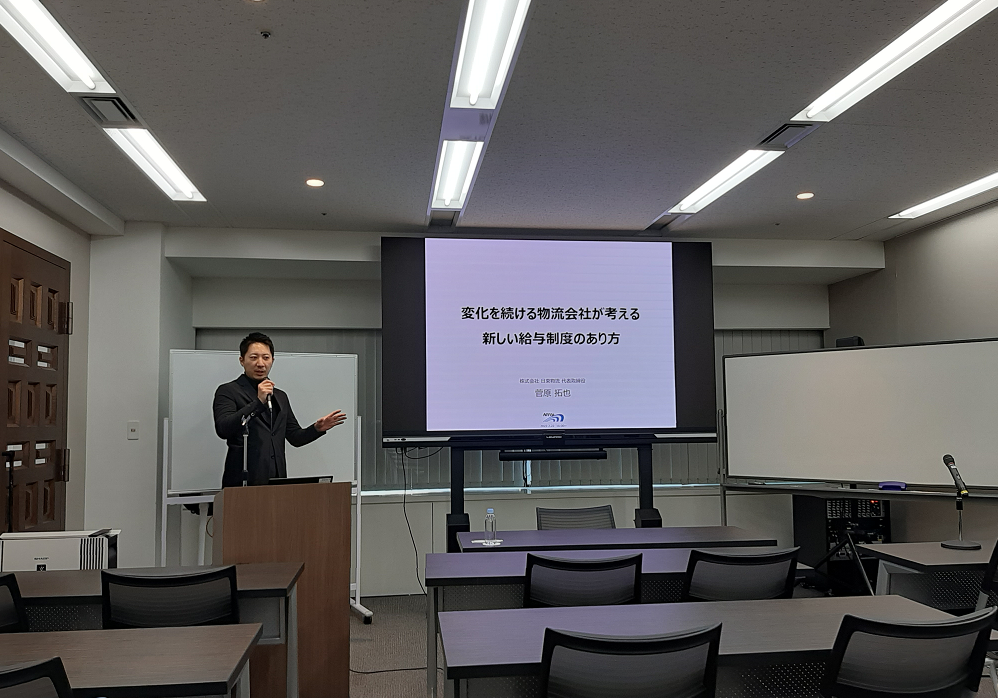 変化を続ける物流会社が考える
新しい給与制度のあり方
株式会社 日東物流 代表取締役
菅原 拓也